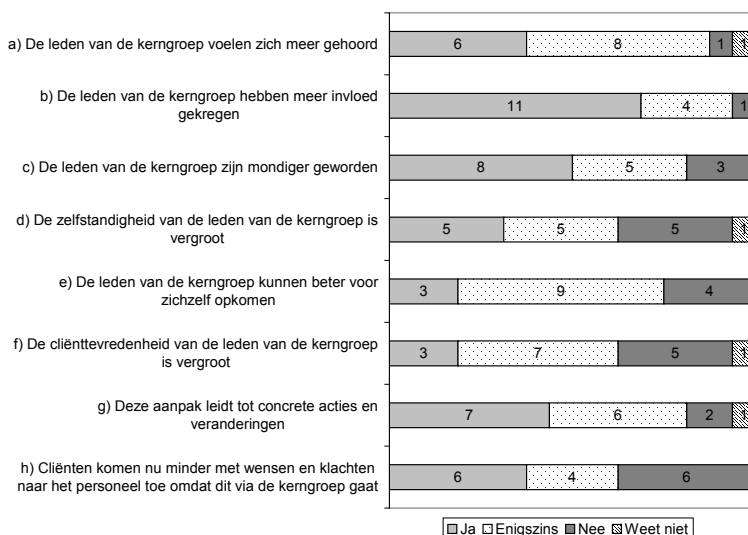 a) De leden van de kerngroep voelen zich meer gehoord
6 8 1 1
b) De leden van de kerngroep hebben meer invloed
gekregen
11 4 1
c) De leden van de kerngroep zijn mondiger geworden
8 5 3
d) De zelfstandigheid van de leden van de kerngroep is
vergroot
5 5 5 1
e) De leden van de kerngroep kunnen beter voor
zichzelf opkomen
3 9 4
f) De cliënttevredenheid van de leden van de kerngroep
is vergroot
3 7 5 1
g) Deze aanpak leidt tot concrete acties en
veranderingen
7 6 2 1
h) Cliënten komen nu minder met wensen en klachten
naar het personeel toe omdat dit via de kerngroep gaat
6 4 6
Ja Enigszins Nee Weet niet